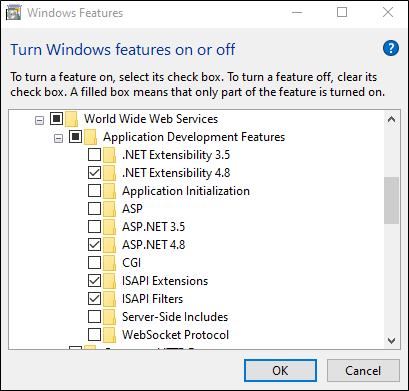 Windows Features
Turn Windows features on or off
To turn a feature on, select its check box. To turn a feature off, clear its
check box. A filled box means that only part of the feature is turned on.
World Wide Web Services
Application Development Features
.NET Extensibility 3.5
.NET Extensibility 4.8
Application Initialization
ASP
ASP.NET 3.5
ASP.NET 4.8
CGI
ISAPI Extensions
ISAPI Filters
Server-Side Includes
WebSocket Protocol
OK
Cancel